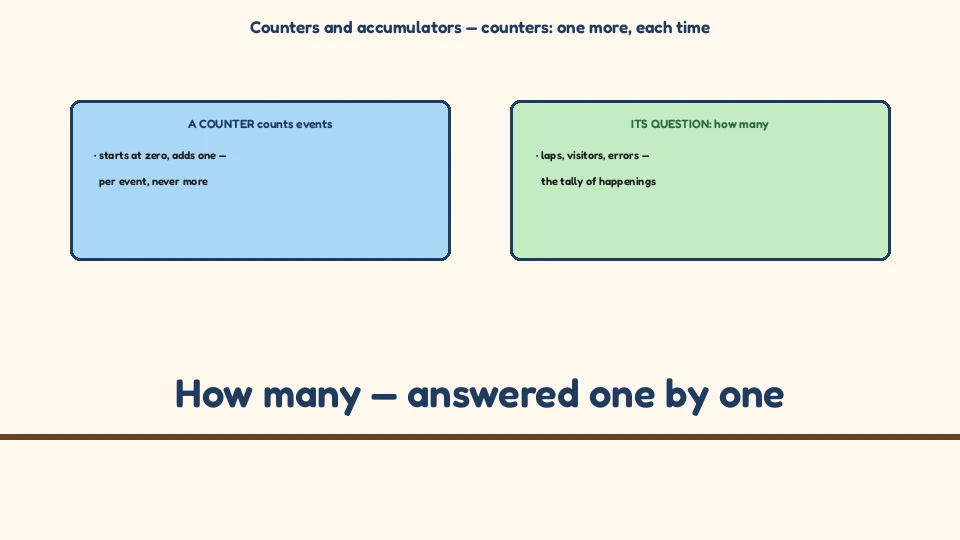 Counters and accumulators — counters: one more, each time
A COUNTER counts events
· starts at zero, adds one —
per event, never more
ITS QUESTION: how many
· laps, visitors, errors —
the tally of happenings
How many — answered one by one